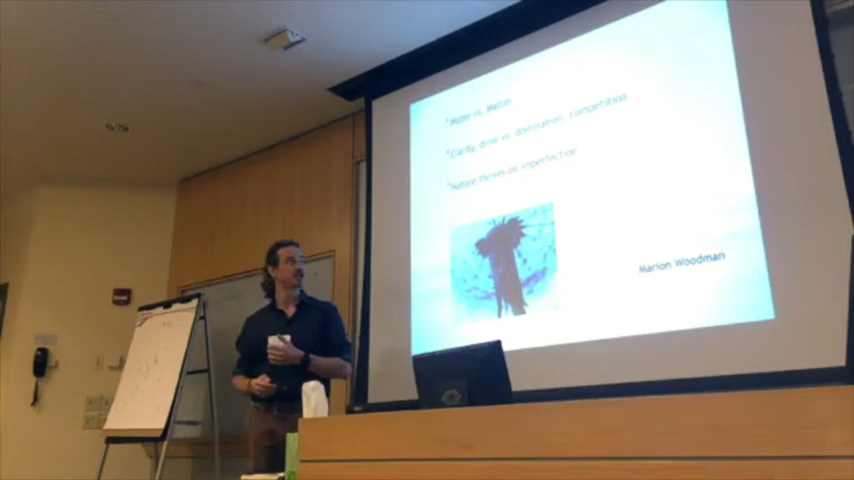 *Mater vs. Matter
*Clarity, drive vs. domination, competition
*Nature thrives on imperfection
Marion Woodman